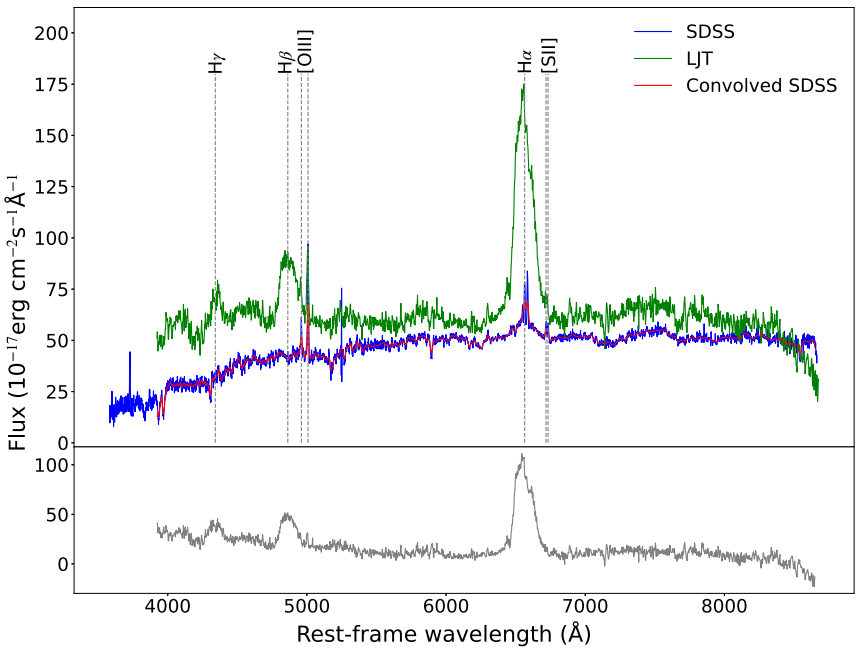 Hγ
Hβ
[OIII]
Hα
[SII]
SDSS
LJT
Convolved SDSS
200
175
150
125
100
75
50
25
0
Flux (10⁻¹⁷erg cm⁻²s⁻¹Å⁻¹
100
50
0
4000 5000 6000 7000 8000
Rest-frame wavelength (Å)